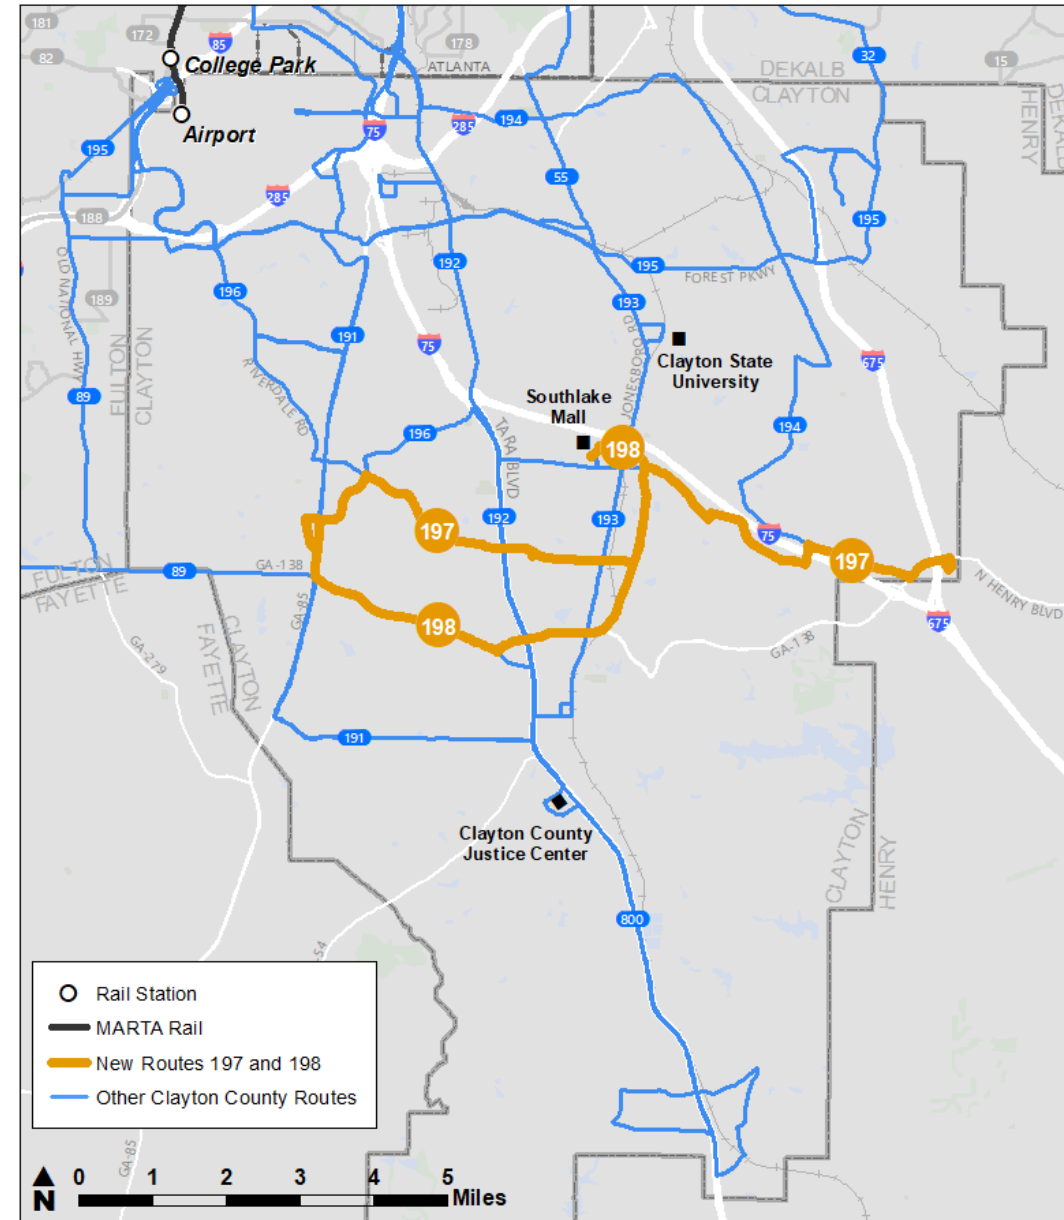 181
172
85
178
82
ATLANTA
College Park
DEKALB
CLAYTON
32
15
HENRY
DEKALB
Airport
75
285
194
195
55
285
188
195
OLD NATIONAL HWY
192
195
FOREST PKWY
196
189
193
191
FULTON
CLAYTON
75
JONESBORO RD
Clayton State
University
675
RIVERDALE RD
89
Southlake
Mall
196
TARA BLVD
194
198
192
193
197
75
197
FULTON
FAYETTE
89
GA-138
GA-85
N HENRY BLVD
198
675
GA-138
GA-279
CLAYTON
FAYETTE
191
Clayton County
Justice Center
CLAYTON
HENRY
800
-54
Rail Station
MARTA Rail
New Routes 197 and 198
Other Clayton County Routes
GA-85
N
0 1 2 3 4 5
Miles